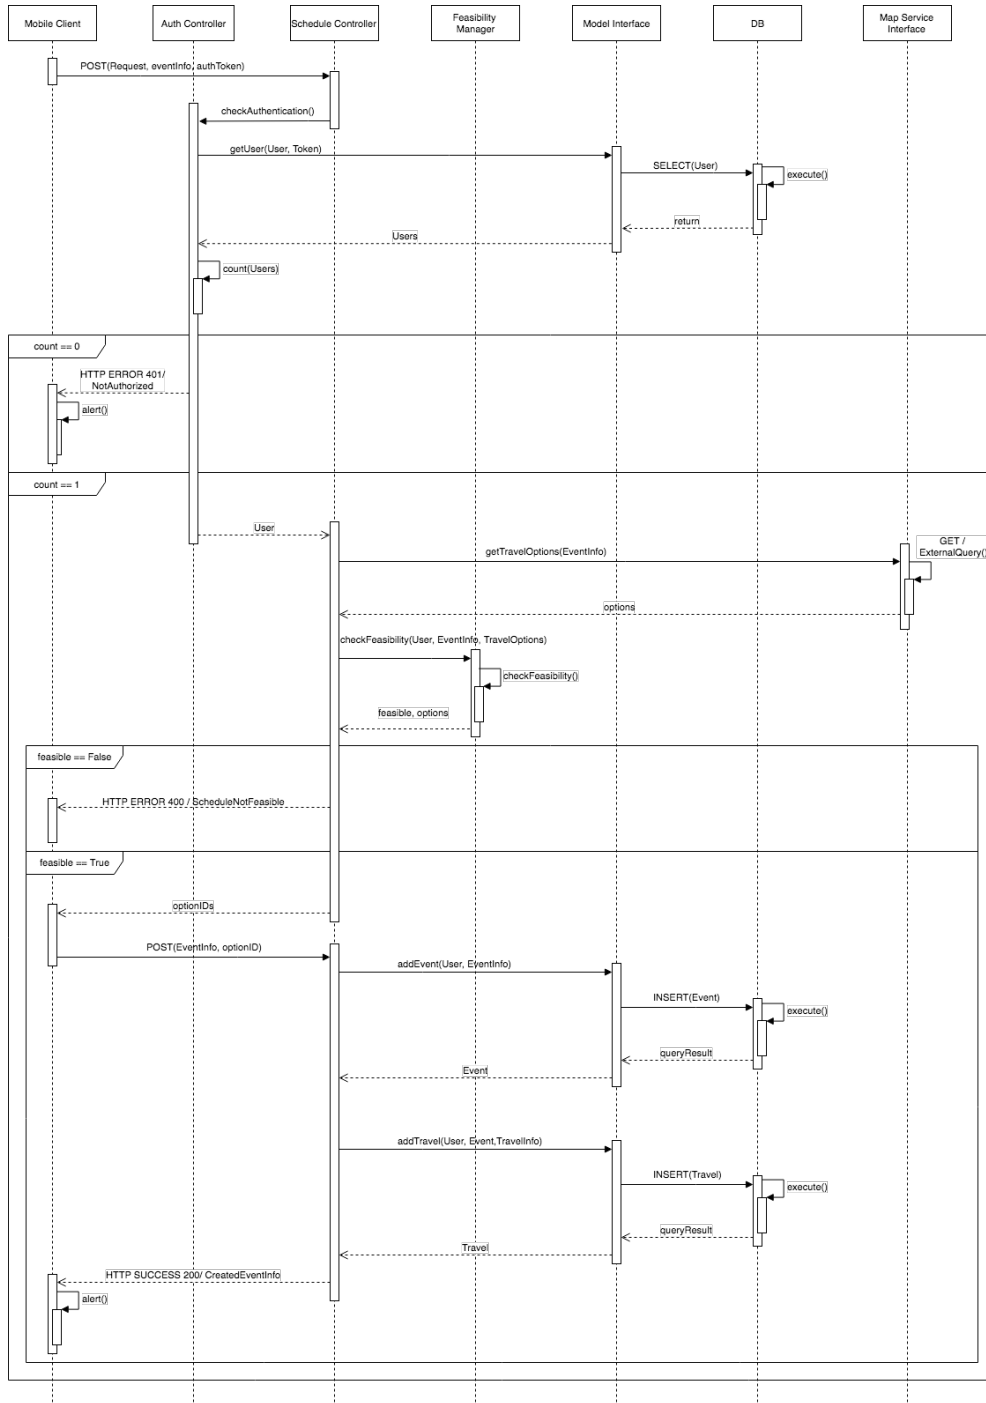 Mobile Client
Auth Controller
Schedule Controller
Feasibility
Manager
Model Interface
DB
Map Service
Interface
POST(Request, eventInfo, authToken)
checkAuthentication()
getUser(User, Token)
SELECT(User)
execute()
return
Users
count(Users)
count == 0
HTTP ERROR 401/
NotAuthorized
alert()
count == 1
User
GET /
ExternalQuery()
getTravelOptions(EventInfo)
options
checkFeasibility(User, EventInfo, TravelOptions)
checkFeasibility()
feasible, options
feasible == False
HTTP ERROR 400 / ScheduleNotFeasible
feasible == True
optionIDs
POST(EventInfo, optionID)
addEvent(User, EventInfo)
INSERT(Event)
execute()
queryResult
Event
addTravel(User, Event,TravelInfo)
INSERT(Travel)
execute()
queryResult
Travel
HTTP SUCCESS 200/ CreatedEventInfo
alert()